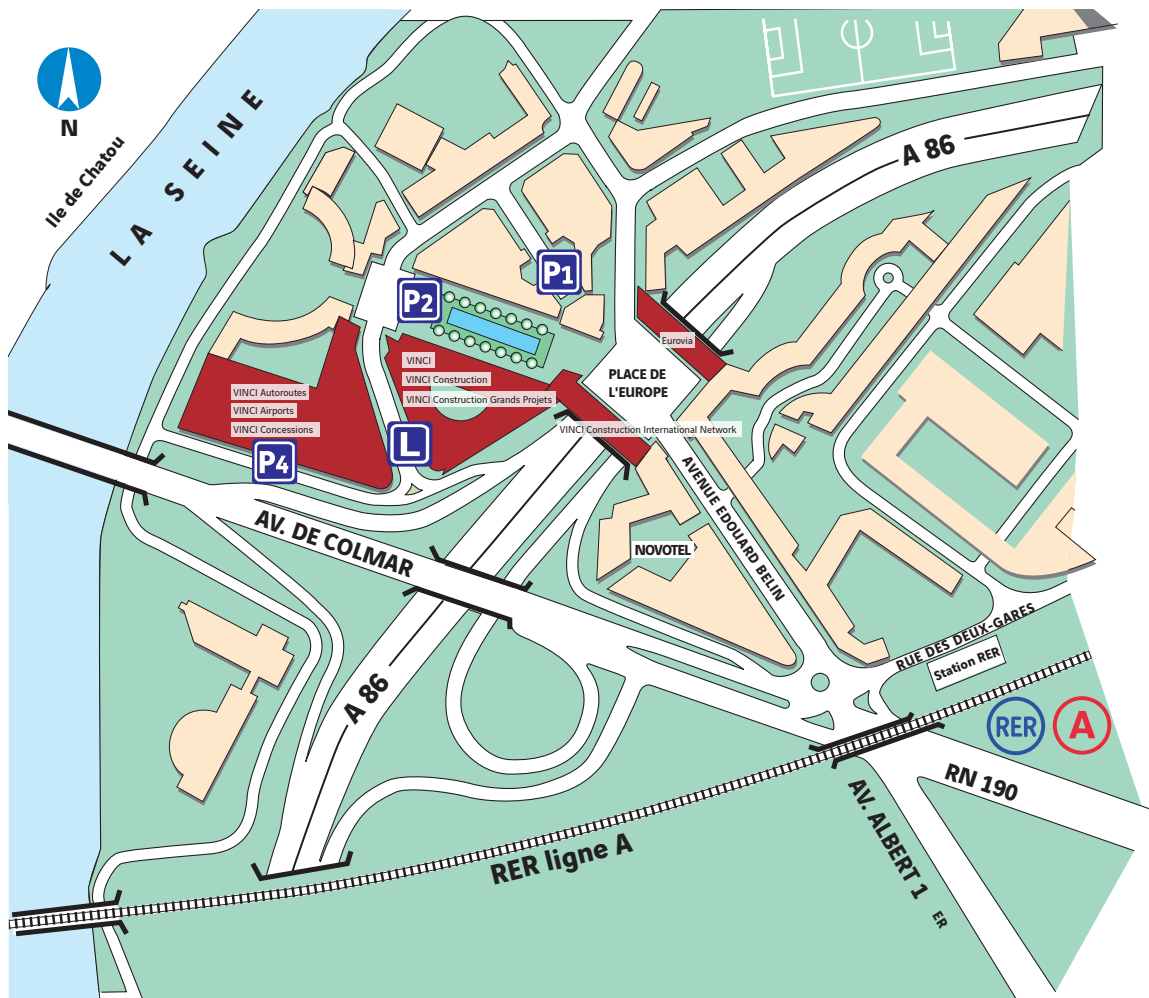 N
Ile de Chatou
LA SEINE
A 86
P1
P2
Eurovia
PLACE DE
L'EUROPE
VINCI
VINCI Construction
VINCI Construction Grands Projets
VINCI Autoroutes
VINCI Airports
VINCI Concessions
VINCI Construction International Network
L
P4
AV. DE COLMAR
AVENUE EDOUARD BELIN
NOVOTEL
RUE DES DEUX-GARES
Station RER
A 86
RER
A
RN 190
AV. ALBERT 1 ER
RER ligne A